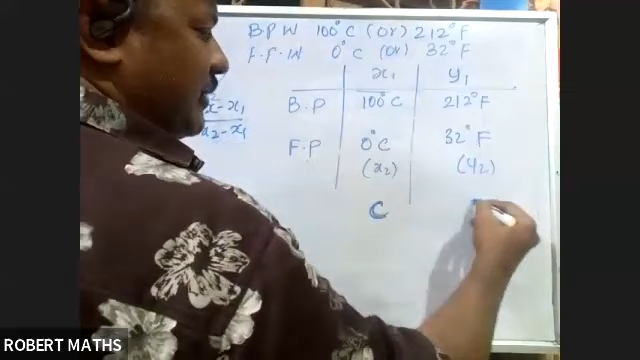 B.P W 100°C (OR) 212°F
F.P. W 0°C (OR) 32°F
x₁ y₁
B.P 100°C 212°F
x-x₁
x₂-x₁
F.P 0°C 32°F
(x₂) (y₂)
C
ROBERT MATHS